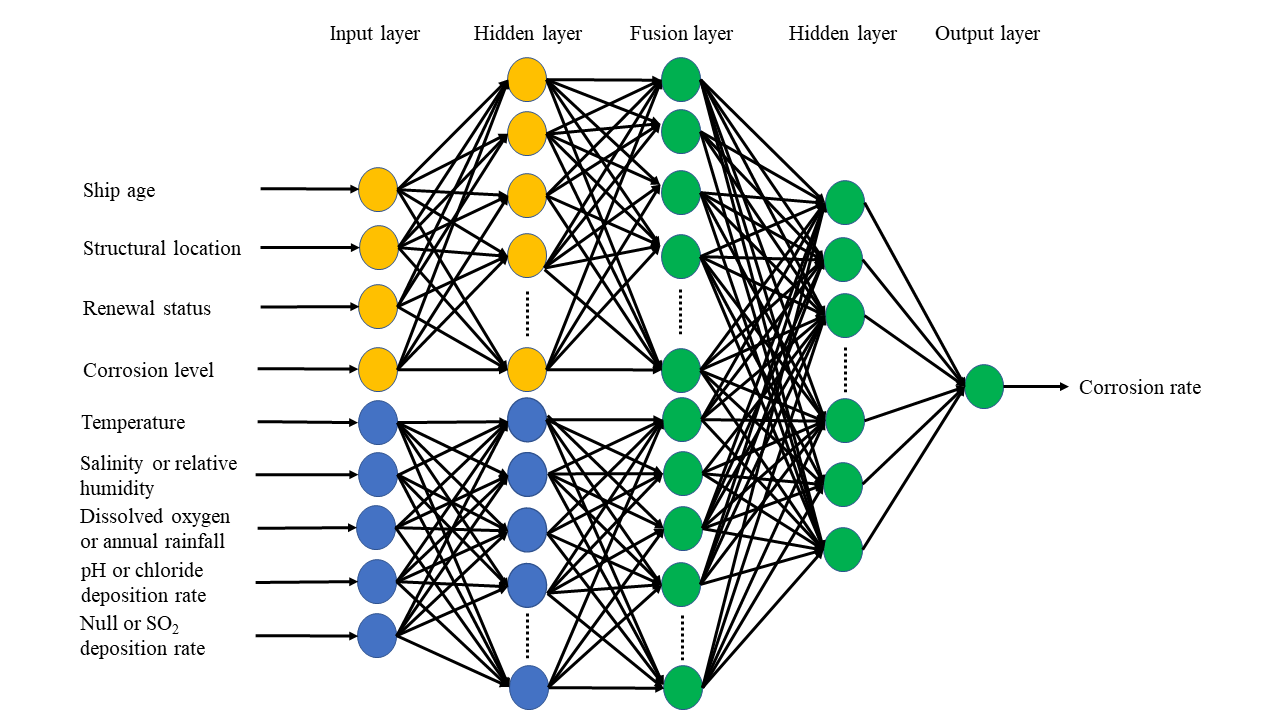 Input layer
Hidden layer
Fusion layer
Hidden layer
Output layer
Ship age
Structural location
Renewal status
Corrosion level
Temperature
Salinity or relative
humidity
Dissolved oxygen
or annual rainfall
pH or chloride
deposition rate
Null or SO₂
deposition rate
Corrosion rate